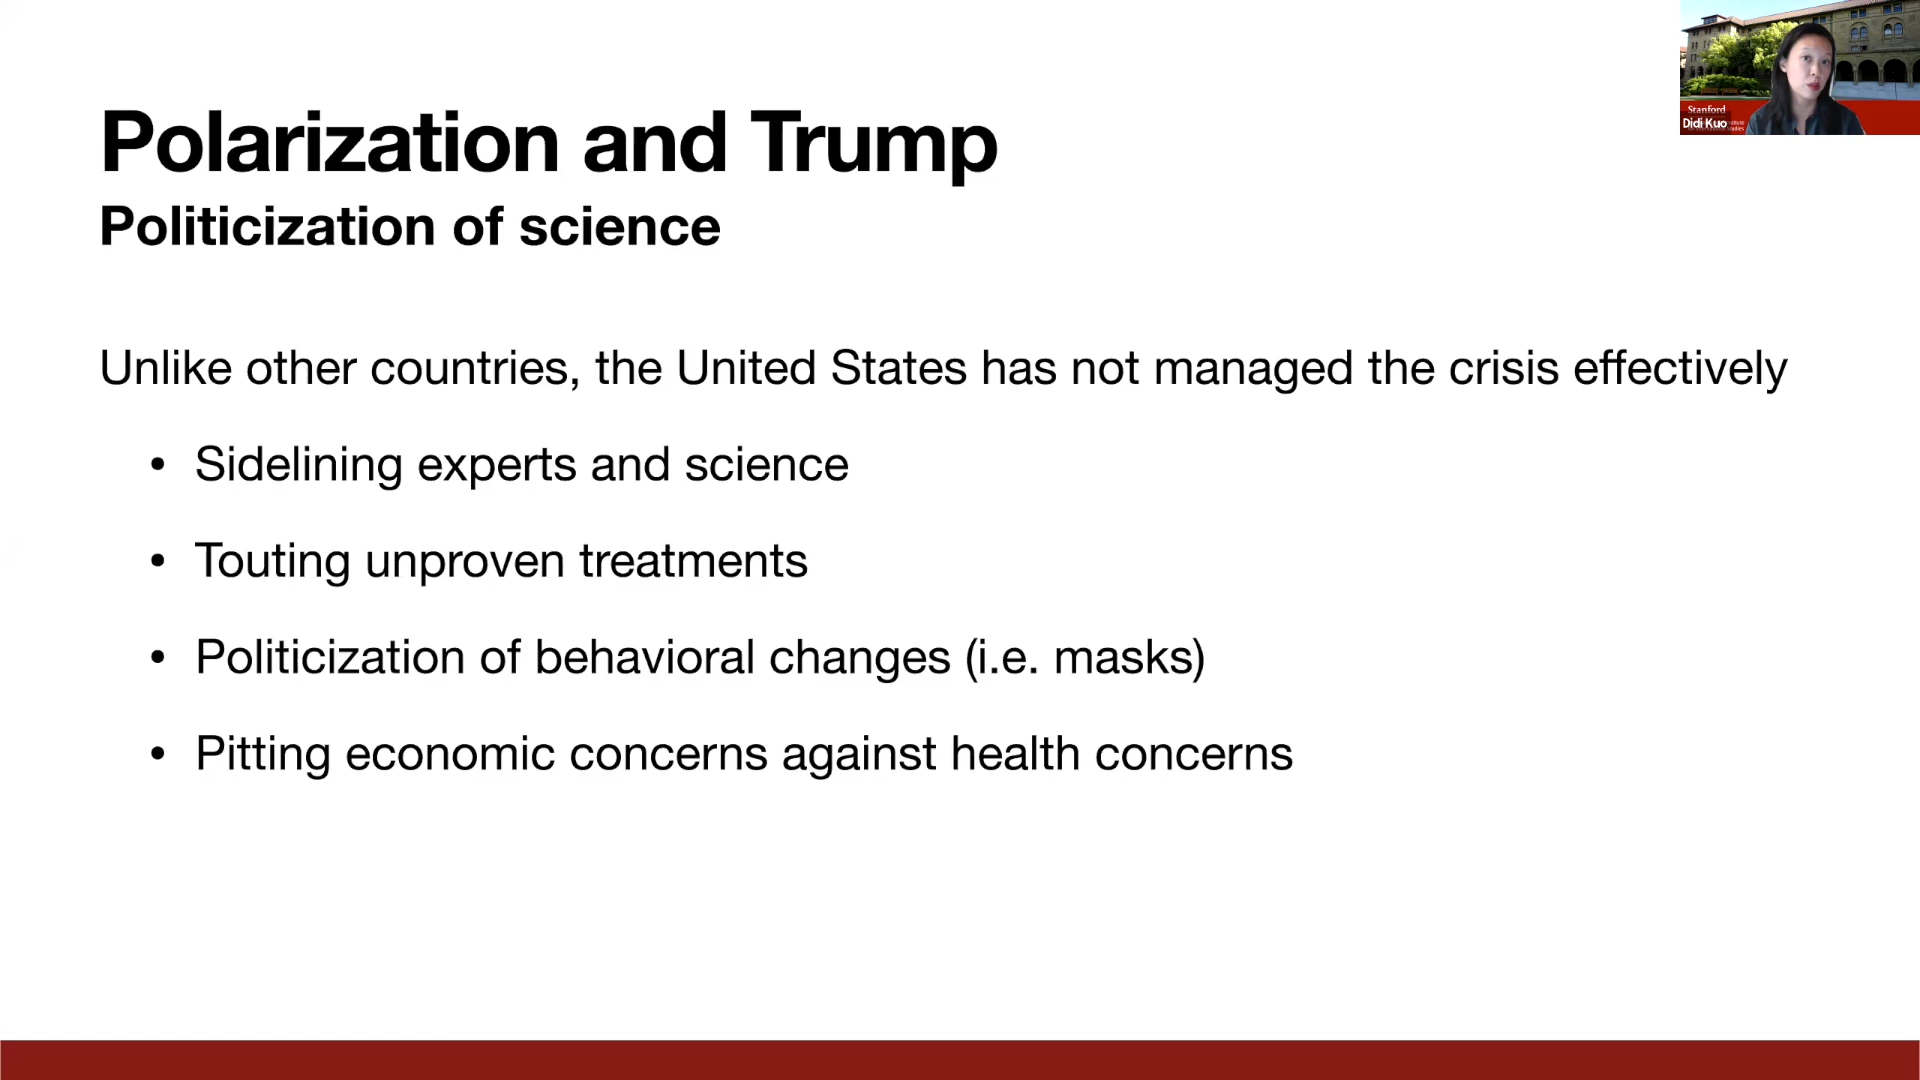 Polarization and Trump
Politicization of science
Unlike other countries, the United States has not managed the crisis effectively
• Sidelining experts and science
• Touting unproven treatments
• Politicization of behavioral changes (i.e. masks)
• Pitting economic concerns against health concerns
Stanford
Didi Kuo